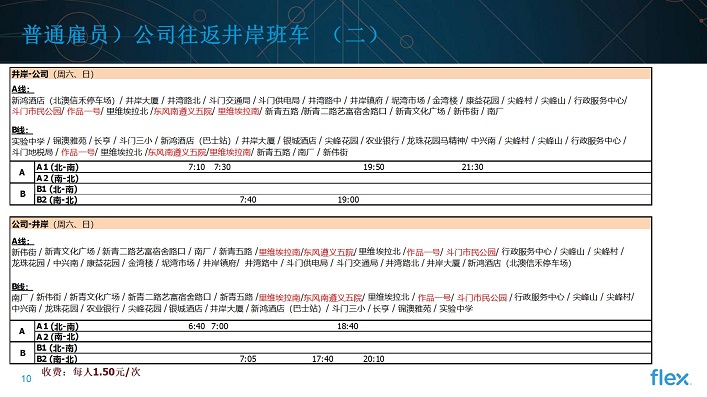 普通雇员）公司往返井岸班车 （二）
井岸-公司（周六、日）
A线：
新鸿酒店（北澳信禾停车场）/ 井岸大厦 / 井湾路北 / 斗门交通局 / 斗门供电局 / 井湾路中 / 井岸镇府 / 坭湾市场 / 金湾楼 / 康益花园 / 尖峰村 / 尖峰山 / 行政服务中心/
斗门市民公园/ 作品一号/ 里维埃拉北 /东风南遵义五院/ 里维埃拉南/ 新青五路 /新青二路艺富宿舍路口 / 新青文化广场 / 新伟街 / 南厂
B线：
实验中学 / 锦澳雅苑 / 长亨 / 斗门三小 / 新鸿酒店（巴士站）/ 井岸大厦 / 银城酒店 / 尖峰花园 / 农业银行 / 龙珠花园马精神/ 中兴南 / 尖峰村 / 尖峰山 / 行政服务中心 /
斗门地税局 / 作品一号/ 里维埃拉北 /东风南遵义五院/里维埃拉南/ 新青五路 / 南厂 / 新伟街
A A1 (北-南) 7:10 7:30 19:50 21:30
A2 (南-北)
B B1 (北-南)
B2 (南-北) 7:40 19:00
公司-井岸（周六、日）
A线：
新伟街 / 新青文化广场 / 新青二路艺富宿舍路口 / 南厂 / 新青五路 /里维埃拉南/东风遵义五院/ 里维埃拉北 /作品一号/ 斗门市民公园/ 行政服务中心 / 尖峰山 / 尖峰村 /
龙珠花园 / 中兴南 / 康益花园 / 金湾楼 / 坭湾市场 / 井岸镇府/ 井湾路中 / 斗门供电局 / 斗门交通局 / 井湾路北 / 井岸大厦 / 新鸿酒店（北澳信禾停车场）
B线：
南厂 / 新伟街 / 新青文化广场 / 新青二路艺富宿舍路口 / 新青五路 /里维埃拉南/东风南遵义五院/ 里维埃拉北 / 作品一号/ 斗门市民公园 / 行政服务中心 / 尖峰山 / 尖峰村/
中兴南 / 龙珠花园 / 农业银行 / 尖峰花园 / 银城酒店 / 井岸大厦 / 新鸿酒店（巴士站）/ 斗门三小 / 长亨 / 锦澳雅苑 / 实验中学
A A1 (北-南) 6:40 7:00 18:40
A2 (南-北)
B B1 (北-南)
B2 (南-北) 7:05 17:40 20:10
收费：每人1.50元/次
10
flex